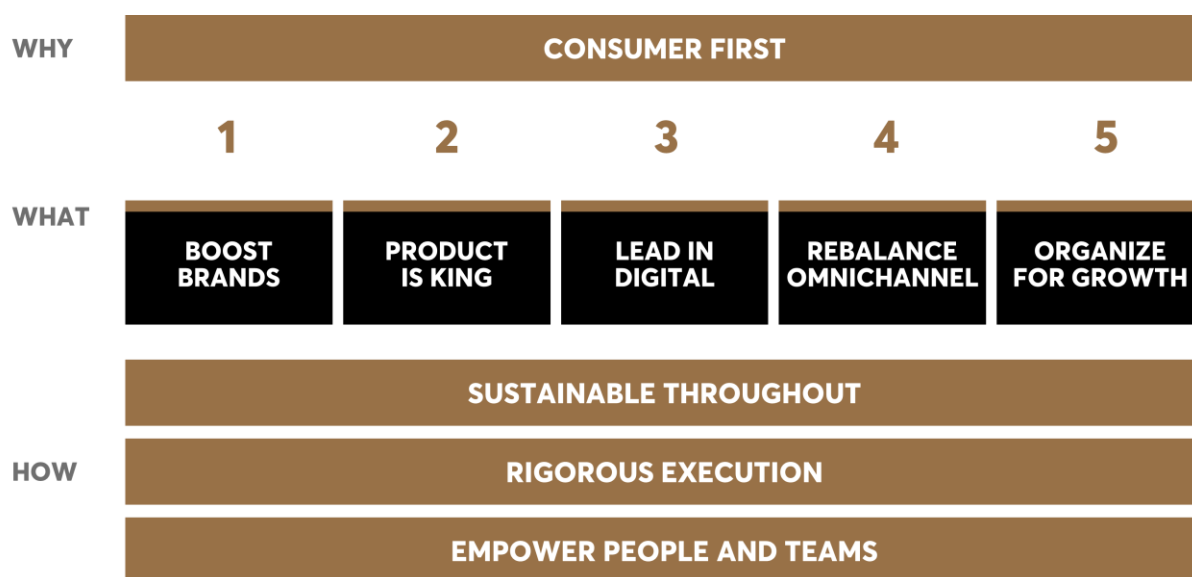 WHY
CONSUMER FIRST
1
2
3
4
5
WHAT
BOOST
BRANDS
PRODUCT
IS KING
LEAD IN
DIGITAL
REBALANCE
OMNICHANNEL
ORGANIZE
FOR GROWTH
SUSTAINABLE THROUGHOUT
HOW
RIGOROUS EXECUTION
EMPOWER PEOPLE AND TEAMS